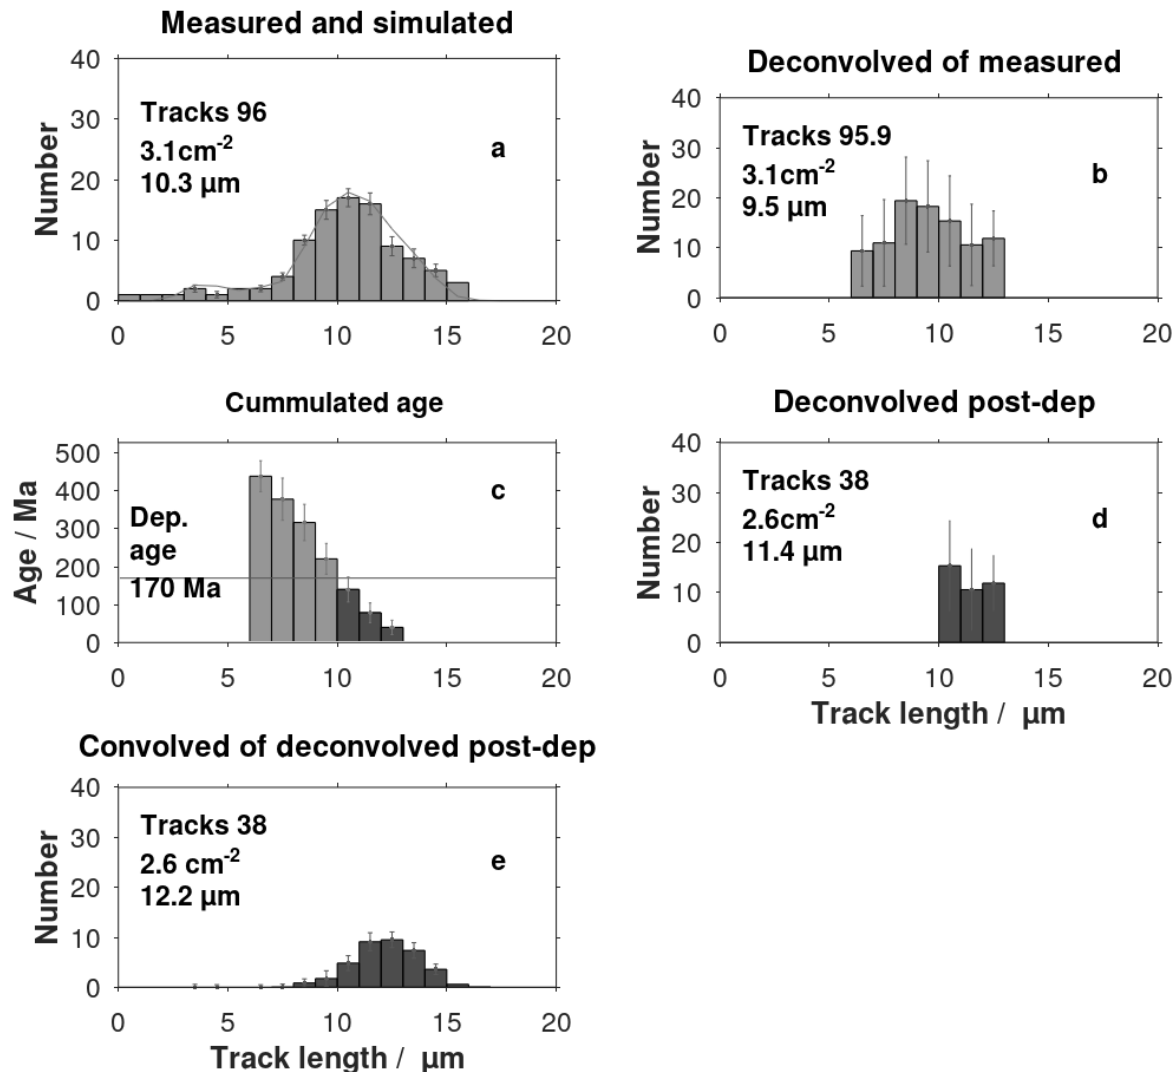 Measured and simulated
40
30
20
10
0
Number
Tracks 96
3.1cm-2
10.3 µm
a
0 5 10 15 20
Deconvolved of measured
40
30
20
10
0
Number
Tracks 95.9
3.1cm-2
9.5 µm
b
0 5 10 15 20
Cummulated age
500
400
300
200
100
0
Age / Ma
Dep.
age
170 Ma
c
0 5 10 15 20
Deconvolved post-dep
40
30
20
10
0
Number
Tracks 38
2.6cm-2
11.4 µm
d
0 5 10 15 20
Track length / µm
Convolved of deconvolved post-dep
40
30
20
10
0
Number
Tracks 38
2.6 cm-2
12.2 µm
e
0 5 10 15 20
Track length / µm